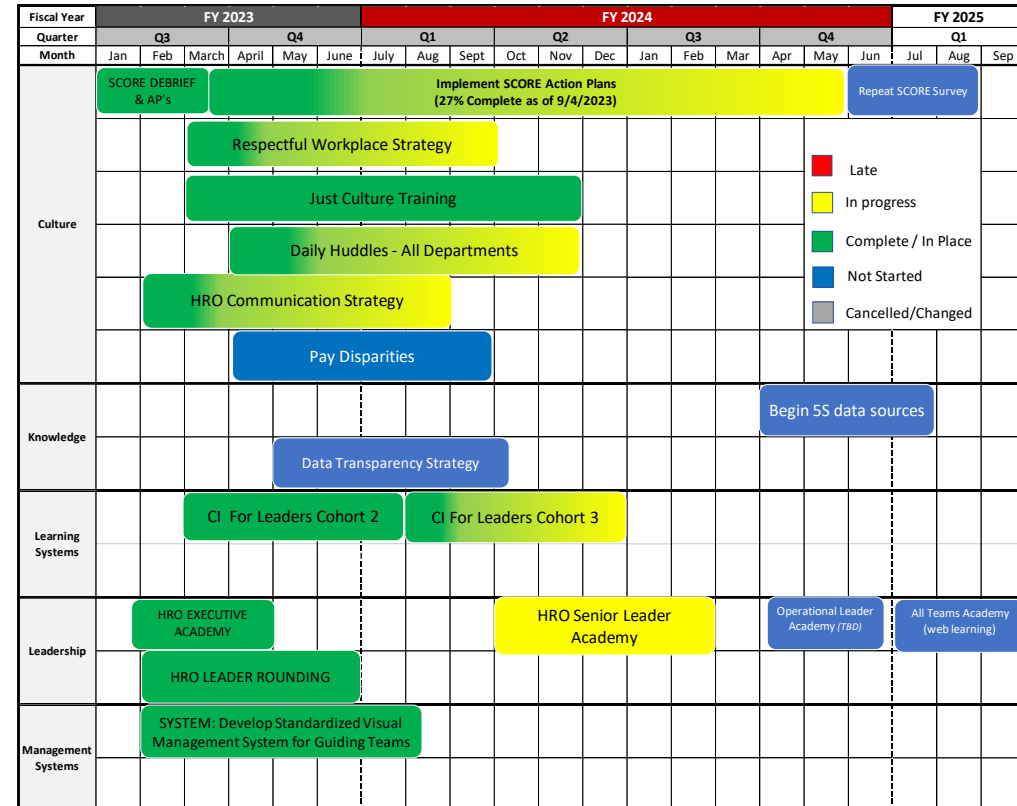 Fiscal Year FY 2023 FY 2024 FY 2025
Quarter Q3 Q4 Q1 Q2 Q3 Q4 Q1
Month Jan Feb March April May June July Aug Sept Oct Nov Dec Jan Feb Mar Apr May Jun Jul Aug Sep
Culture
SCORE DEBRIEF
& AP's
Implement SCORE Action Plans
(27% Complete as of 9/4/2023)
Repeat SCORE Survey
Respectful Workplace Strategy
Just Culture Training
Daily Huddles - All Departments
HRO Communication Strategy
Pay Disparities
Late
In progress
Complete / In Place
Not Started
Cancelled/Changed
Knowledge
Begin 5S data sources
Data Transparency Strategy
Learning
Systems
CI For Leaders Cohort 2
CI For Leaders Cohort 3
Leadership
HRO EXECUTIVE
ACADEMY
HRO Senior Leader
Academy
Operational Leader
Academy (TBD)
All Teams Academy
(web learning)
HRO LEADER ROUNDING
Management
Systems
SYSTEM: Develop Standardized Visual
Management System for Guiding Teams